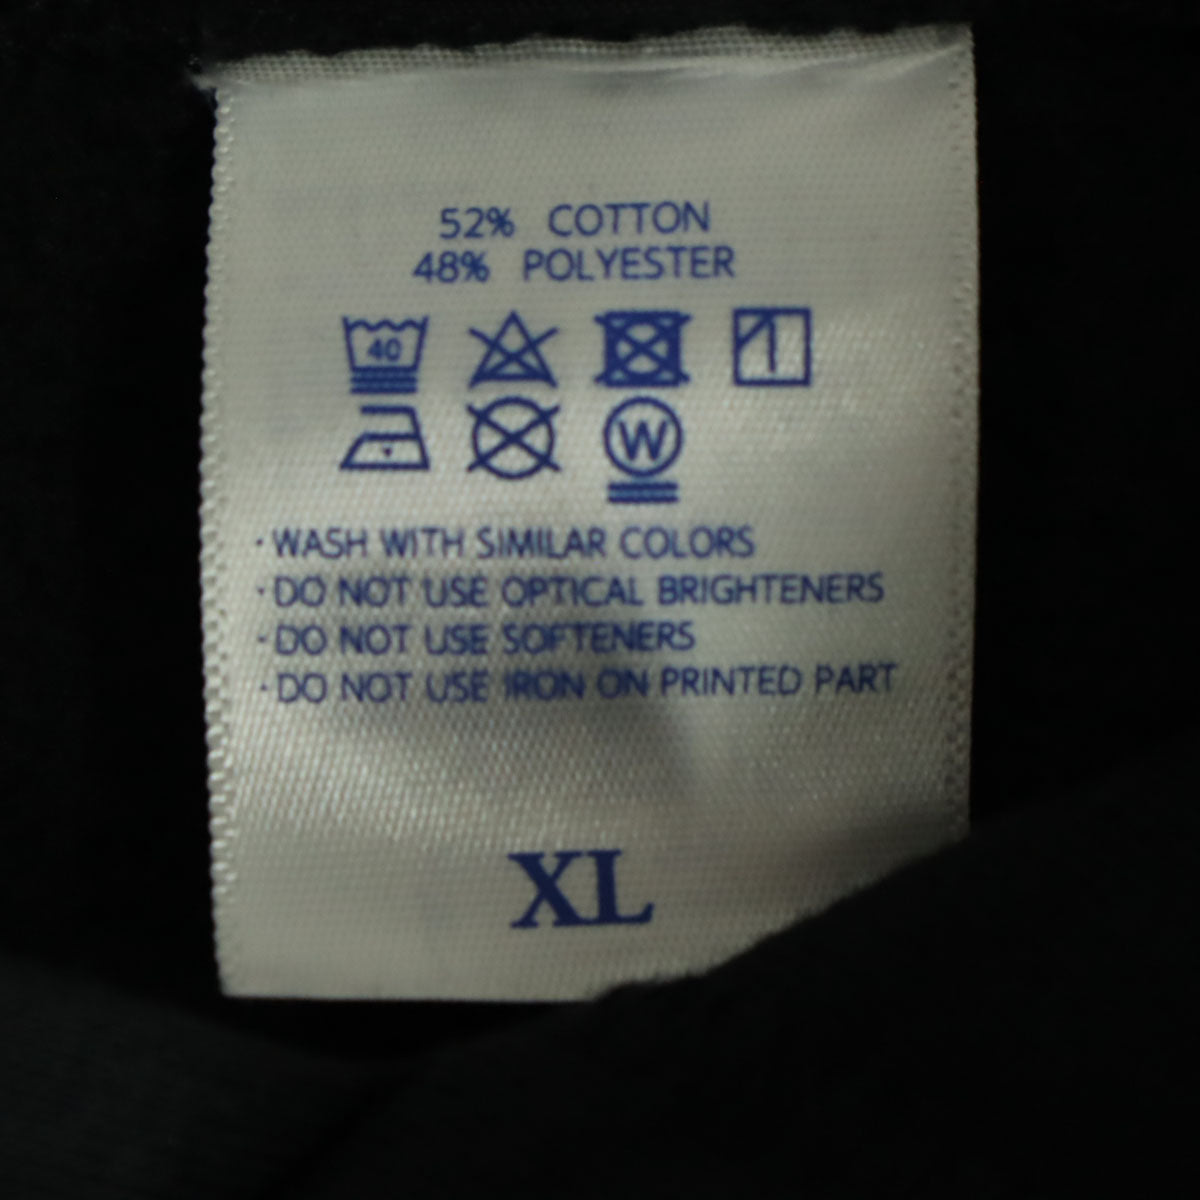 52% COTTON
48% POLYESTER
40
W
· WASH WITH SIMILAR COLORS
· DO NOT USE OPTICAL BRIGHTENERS
· DO NOT USE SOFTENERS
· DO NOT USE IRON ON PRINTED PART
XL